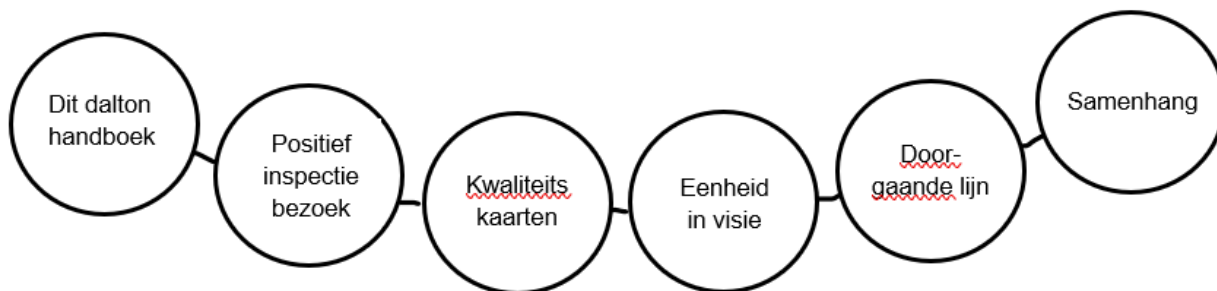 Dit dalton
handboek
Positief
inspectie
bezoek
Kwaliteits
kaarten
Eenheid
in visie
Door-
gaande lijn
Samenhang